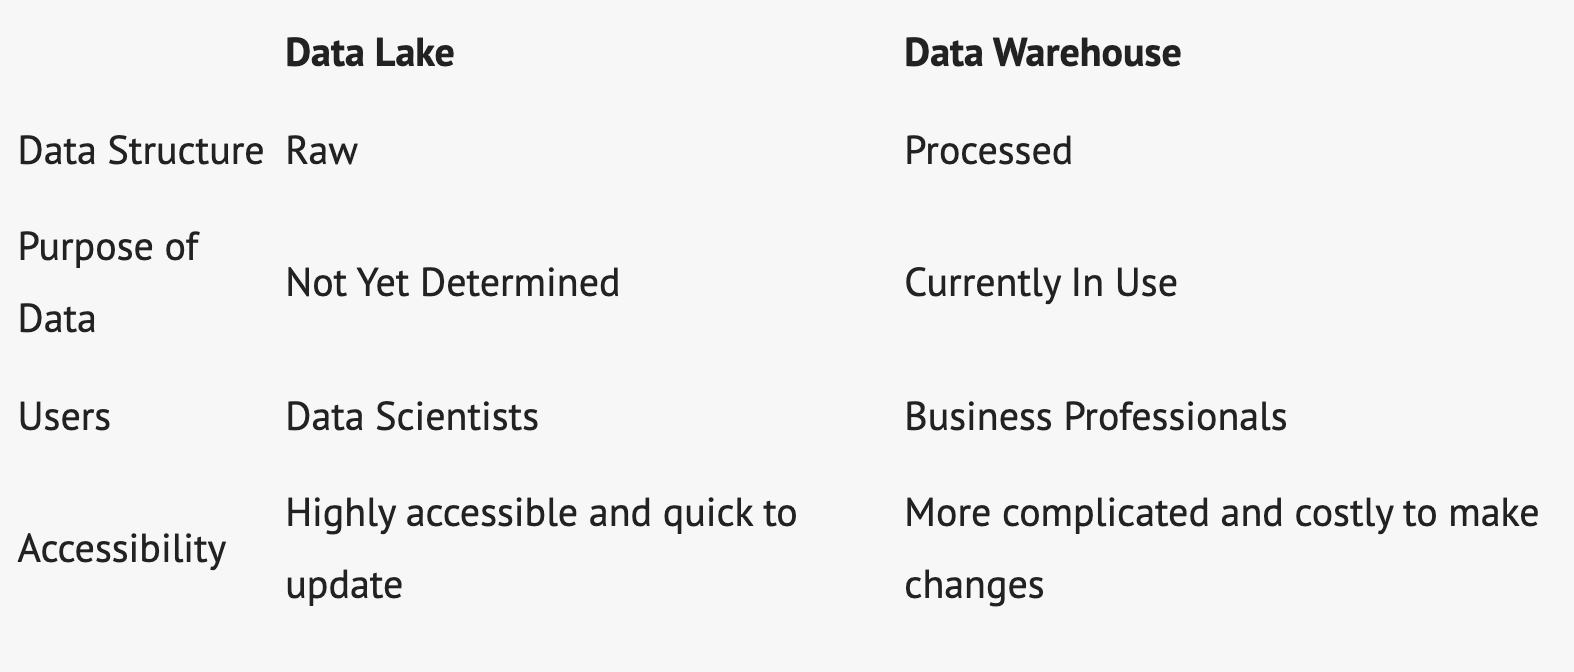 Data Lake Data Warehouse
Data Structure Raw Processed
Purpose of
Data
Not Yet Determined Currently In Use
Users Data Scientists Business Professionals
Accessibility
Highly accessible and quick to
update
More complicated and costly to make
changes